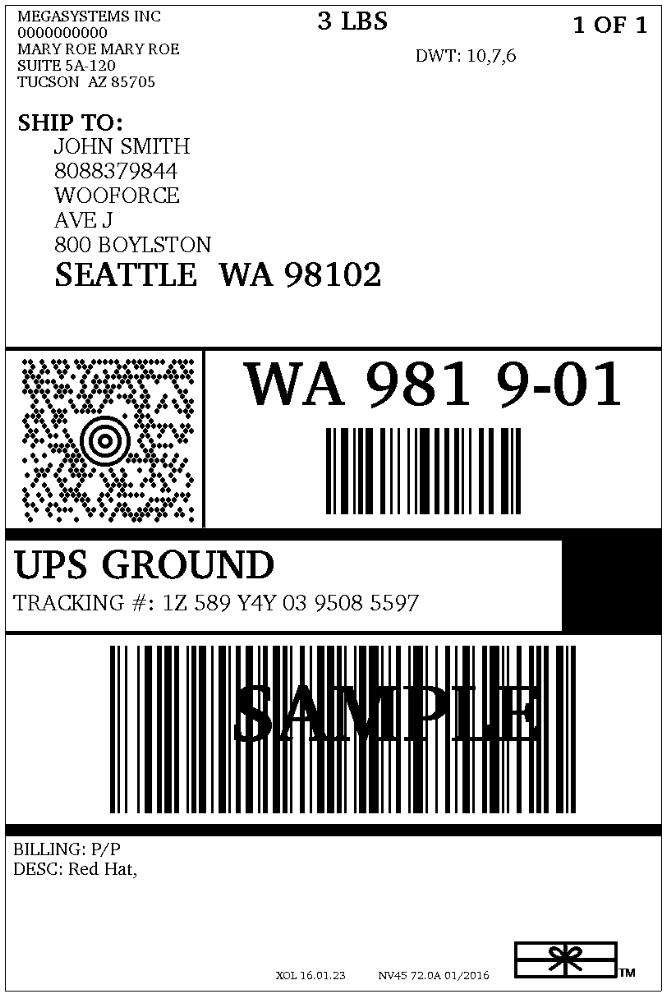 MEGASYSTEMS INC
0000000000
MARY ROE MARY ROE
SUITE 5A-120
TUCSON AZ 85705
3 LBS
1 OF 1
DWT: 10,7,6
SHIP TO:
JOHN SMITH
8088379844
WOOFORCE
AVE J
800 BOYLSTON
SEATTLE WA 98102
WA 981 9-01
UPS GROUND
TRACKING #: 1Z 589 Y4Y 03 9508 5597
SAMPLE
BILLING: P/P
DESC: Red Hat,
XOL 16.01.23 NV45 72.0A 01/2016
TM